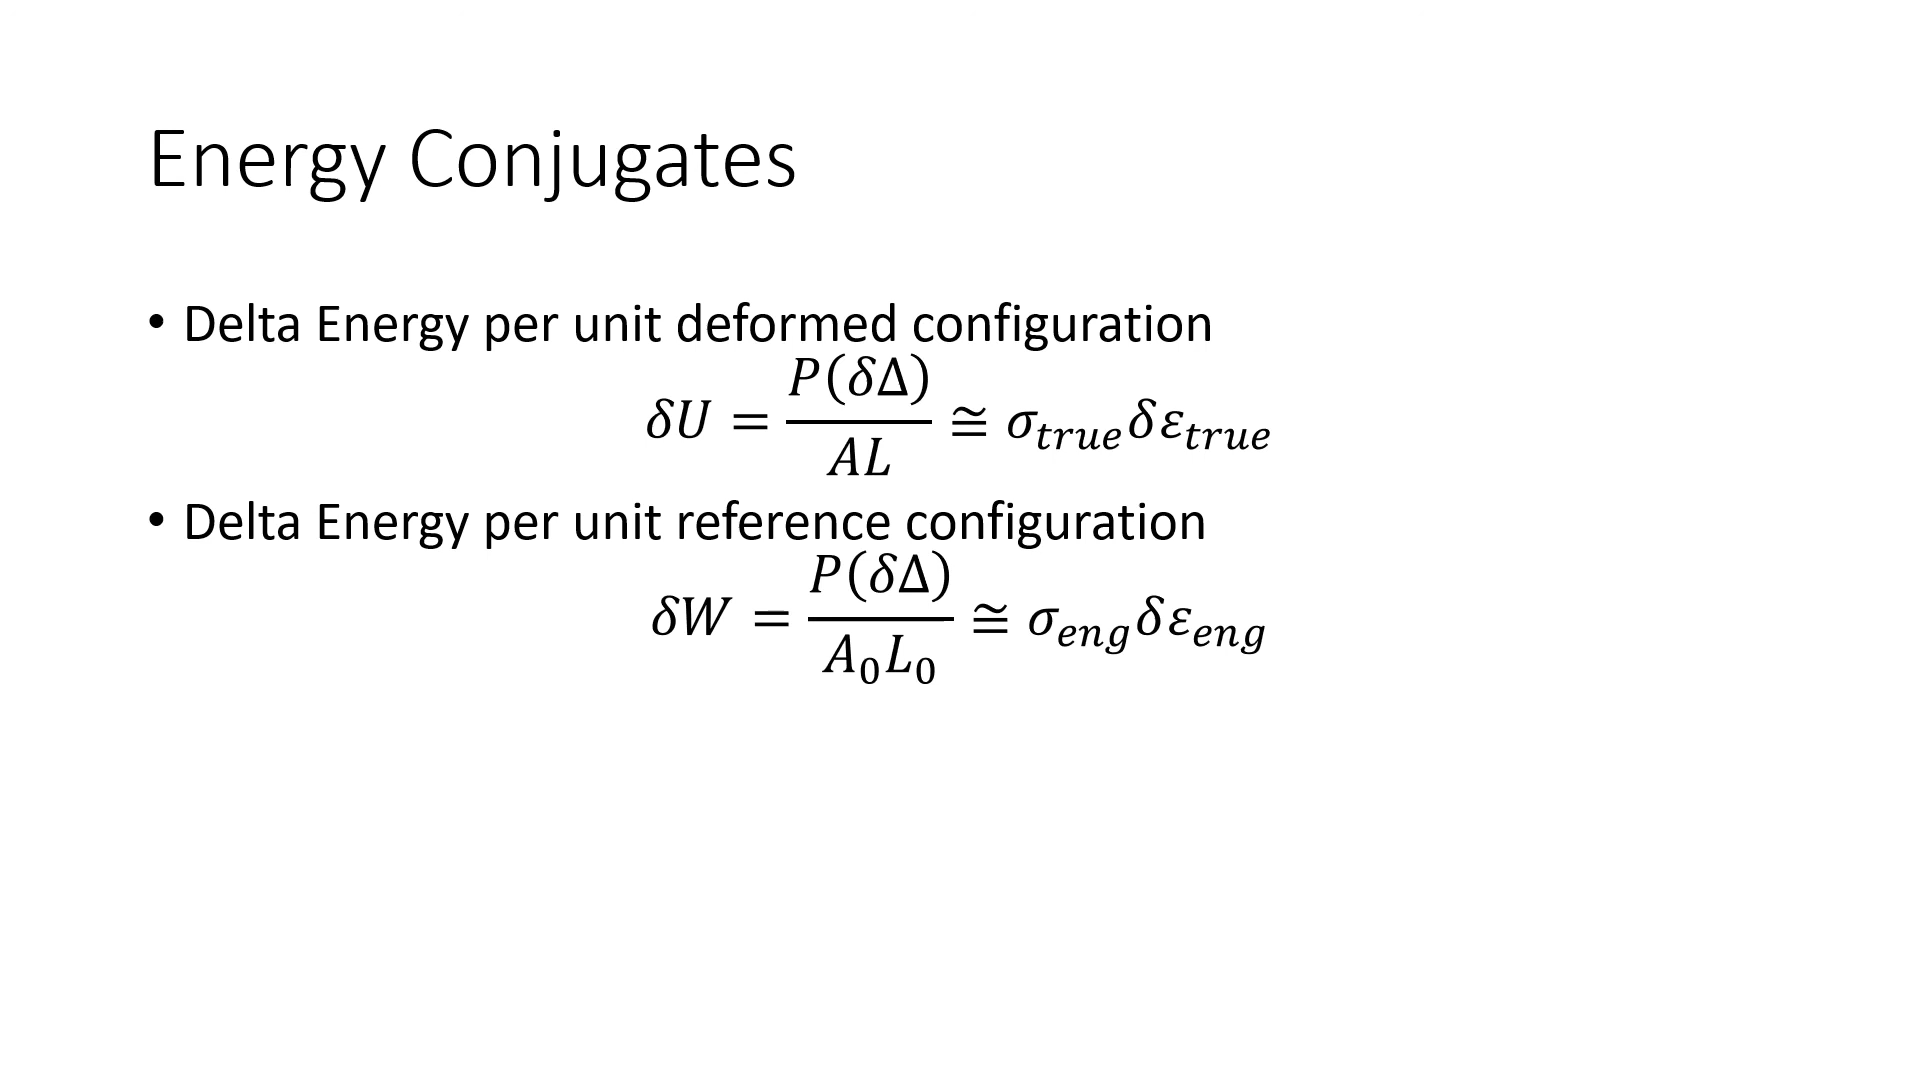 Energy Conjugates
• Delta Energy per unit deformed configuration
𝛿𝑈 = 𝑃(𝛿Δ)/𝐴𝐿 ≅ 𝜎_𝑡𝑟𝑢𝑒 𝛿𝜀_𝑡𝑟𝑢𝑒
• Delta Energy per unit reference configuration
𝛿𝑊 = 𝑃(𝛿Δ)/𝐴₀𝐿₀ ≅ 𝜎_𝑒𝑛𝑔 𝛿𝜀_𝑒𝑛𝑔